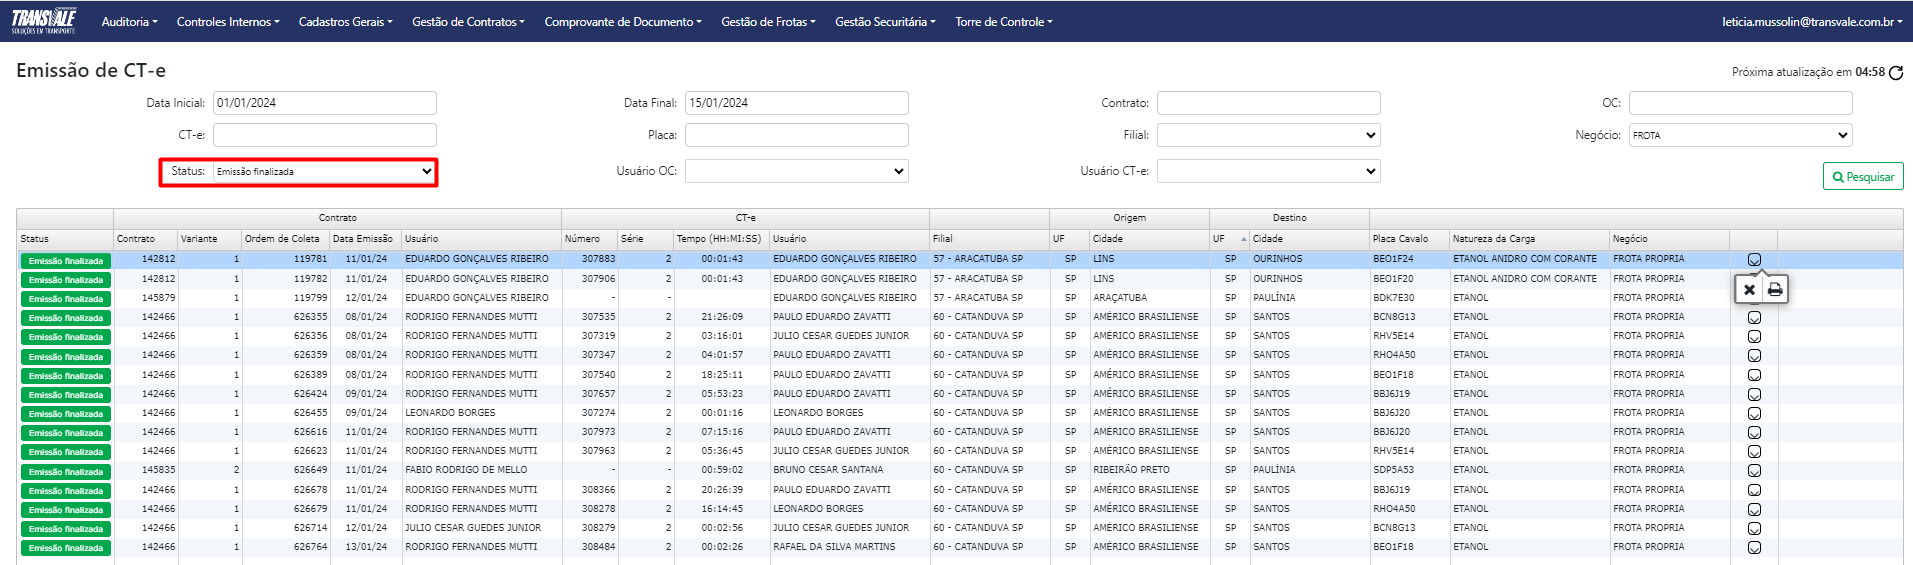 TRANSVALE
SOLUÇÕES EM TRANSPORTE
Auditoria Controles Internos Cadastros Gerais Gestão de Contratos Comprovante de Documento Gestão de Frotas Gestão Securitária Torre de Controle leticia.mussolin@transvale.com.br
Emissão de CT-e
Próxima atualização em 04:58
Data Inicial: 01/01/2024 Data Final: 15/01/2024 Contrato: OC:
CT-e: Placa: Filial: Negócio: FROTA
Status: Emissão finalizada Usuário OC: Usuário CT-e: Pesquisar
Contrato CT-e Origem Destino
Status Contrato Variante Ordem de Coleta Data Emissão Usuário Número Série Tempo (HH:MI:SS) Usuário Filial UF Cidade UF Cidade Placa Cavalo Natureza da Carga Negócio
Emissão finalizada 142812 1 119781 11/01/24 EDUARDO GONÇALVES RIBEIRO 307883 2 00:01:43 EDUARDO GONÇALVES RIBEIRO 57 - ARACATUBA SP SP LINS SP OURINHOS BEO1F24 ETANOL ANIDRO COM CORANTE FROTA PROPRIA
Emissão finalizada 142812 1 119782 11/01/24 EDUARDO GONÇALVES RIBEIRO 307906 2 00:01:43 EDUARDO GONÇALVES RIBEIRO 57 - ARACATUBA SP SP LINS SP OURINHOS BEO1F20 ETANOL ANIDRO COM CORANTE FROTA PROPRIA
Emissão finalizada 145879 1 119799 12/01/24 EDUARDO GONÇALVES RIBEIRO - - EDUARDO GONÇALVES RIBEIRO 57 - ARACATUBA SP SP ARAÇATUBA SP PAULÍNIA BDK7E30 ETANOL FROTA PROPRIA
Emissão finalizada 142466 1 626355 08/01/24 RODRIGO FERNANDES MUTTI 307535 2 21:26:09 PAULO EDUARDO ZAVATTI 60 - CATANDUVA SP SP AMÉRICO BRASILIENSE SP SANTOS BCN8G13 ETANOL FROTA PROPRIA
Emissão finalizada 142466 1 626356 08/01/24 RODRIGO FERNANDES MUTTI 307319 2 03:16:01 JULIO CESAR GUEDES JUNIOR 60 - CATANDUVA SP SP AMÉRICO BRASILIENSE SP SANTOS RHV5E14 ETANOL FROTA PROPRIA
Emissão finalizada 142466 1 626359 08/01/24 RODRIGO FERNANDES MUTTI 307347 2 04:01:57 PAULO EDUARDO ZAVATTI 60 - CATANDUVA SP SP AMÉRICO BRASILIENSE SP SANTOS RHO4A50 ETANOL FROTA PROPRIA
Emissão finalizada 142466 1 626389 08/01/24 RODRIGO FERNANDES MUTTI 307540 2 18:25:11 PAULO EDUARDO ZAVATTI 60 - CATANDUVA SP SP AMÉRICO BRASILIENSE SP SANTOS BEO1F18 ETANOL FROTA PROPRIA
Emissão finalizada 142466 1 626424 09/01/24 RODRIGO FERNANDES MUTTI 307657 2 05:53:23 PAULO EDUARDO ZAVATTI 60 - CATANDUVA SP SP AMÉRICO BRASILIENSE SP SANTOS BBJ6J19 ETANOL FROTA PROPRIA
Emissão finalizada 142466 1 626455 09/01/24 LEONARDO BORGES 307274 2 00:01:16 LEONARDO BORGES 60 - CATANDUVA SP SP AMÉRICO BRASILIENSE SP SANTOS BBJ6J20 ETANOL FROTA PROPRIA
Emissão finalizada 142466 1 626616 11/01/24 RODRIGO FERNANDES MUTTI 307973 2 07:15:16 PAULO EDUARDO ZAVATTI 60 - CATANDUVA SP SP AMÉRICO BRASILIENSE SP SANTOS BBJ6J20 ETANOL FROTA PROPRIA
Emissão finalizada 142466 1 626623 11/01/24 RODRIGO FERNANDES MUTTI 307963 2 05:36:45 JULIO CESAR GUEDES JUNIOR 60 - CATANDUVA SP SP AMÉRICO BRASILIENSE SP SANTOS RHV5E14 ETANOL FROTA PROPRIA
Emissão finalizada 145835 2 626649 11/01/24 FABIO RODRIGO DE MELLO - - 00:59:02 BRUNO CESAR SANTANA 60 - CATANDUVA SP SP RIBEIRÃO PRETO SP PAULÍNIA SDP5A53 ETANOL FROTA PROPRIA
Emissão finalizada 142466 1 626678 11/01/24 RODRIGO FERNANDES MUTTI 308366 2 20:26:39 PAULO EDUARDO ZAVATTI 60 - CATANDUVA SP SP AMÉRICO BRASILIENSE SP SANTOS BBJ6J19 ETANOL FROTA PROPRIA
Emissão finalizada 142466 1 626679 11/01/24 RODRIGO FERNANDES MUTTI 308278 2 16:14:45 LEONARDO BORGES 60 - CATANDUVA SP SP AMÉRICO BRASILIENSE SP SANTOS RHO4A50 ETANOL FROTA PROPRIA
Emissão finalizada 142466 1 626714 12/01/24 JULIO CESAR GUEDES JUNIOR 308279 2 00:02:56 JULIO CESAR GUEDES JUNIOR 60 - CATANDUVA SP SP AMÉRICO BRASILIENSE SP SANTOS BCN8G13 ETANOL FROTA PROPRIA
Emissão finalizada 142466 1 626764 13/01/24 RODRIGO FERNANDES MUTTI 308484 2 00:02:26 RAFAEL DA SILVA MARTINS 60 - CATANDUVA SP SP AMÉRICO BRASILIENSE SP SANTOS BEO1F18 ETANOL FROTA PROPRIA